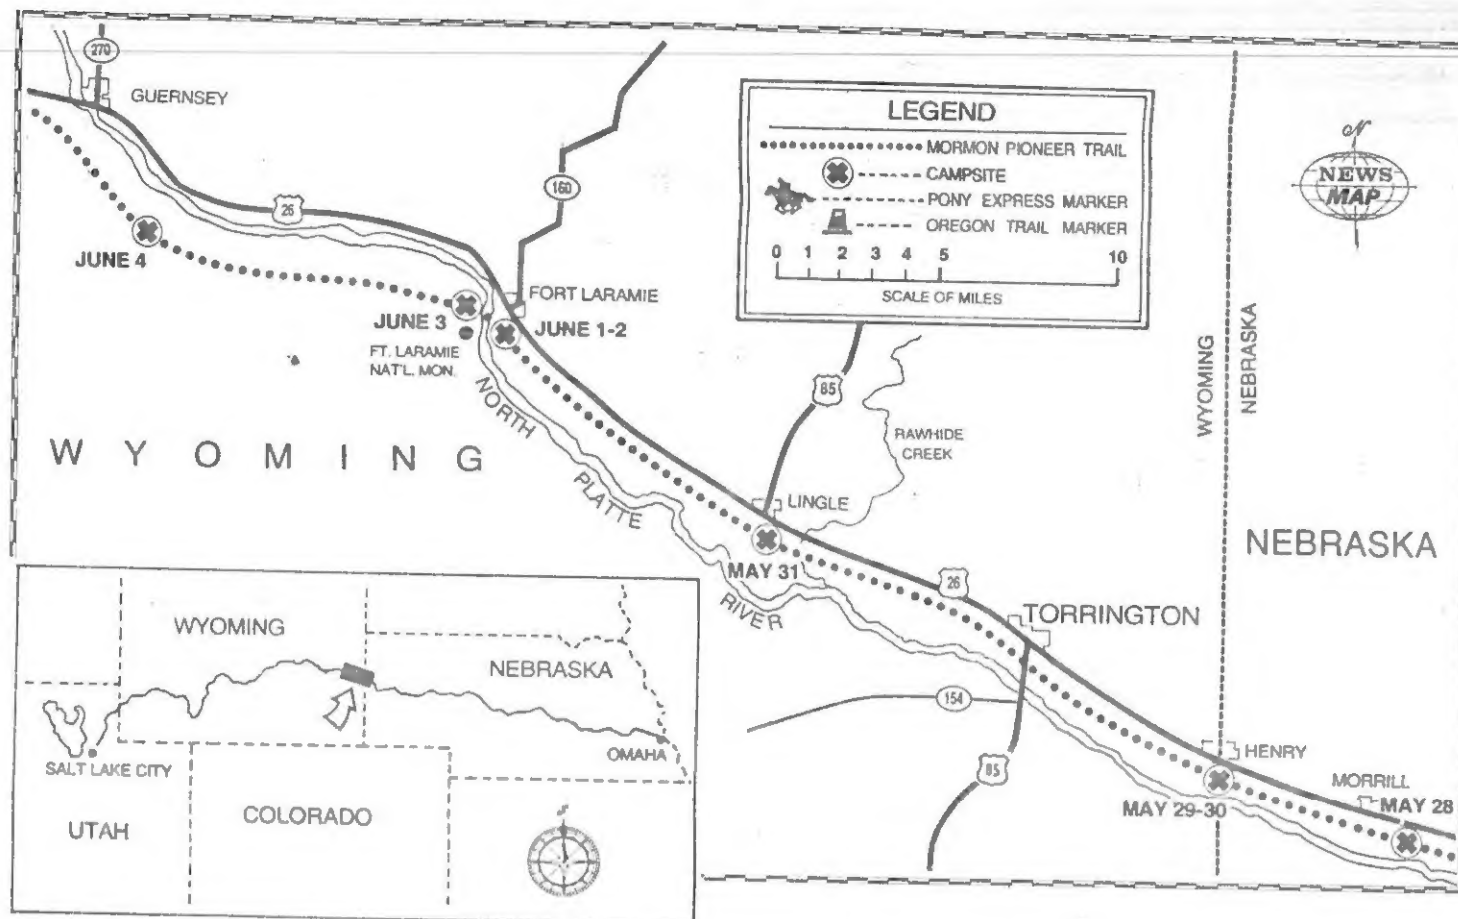 270
GUERNSEY
26
160
JUNE 4
FORT LARAMIE
JUNE 3
JUNE 1-2
FT. LARAMIE
NAT'L. MON.
LEGEND
MORMON PIONEER TRAIL
CAMPSITE
PONY EXPRESS MARKER
OREGON TRAIL MARKER
0 1 2 3 4 5 10
SCALE OF MILES
N
NEWS
MAP
WYOMING
NEBRASKA
85
RAWHIDE
CREEK
WYOMING
NORTH
PLATTE
RIVER
LINGLE
MAY 31
NEBRASKA
26
TORRINGTON
154
85
HENRY
MAY 29-30
MORRILL
MAY 28
WYOMING
NEBRASKA
OMAHA
SALT LAKE CITY
UTAH
COLORADO